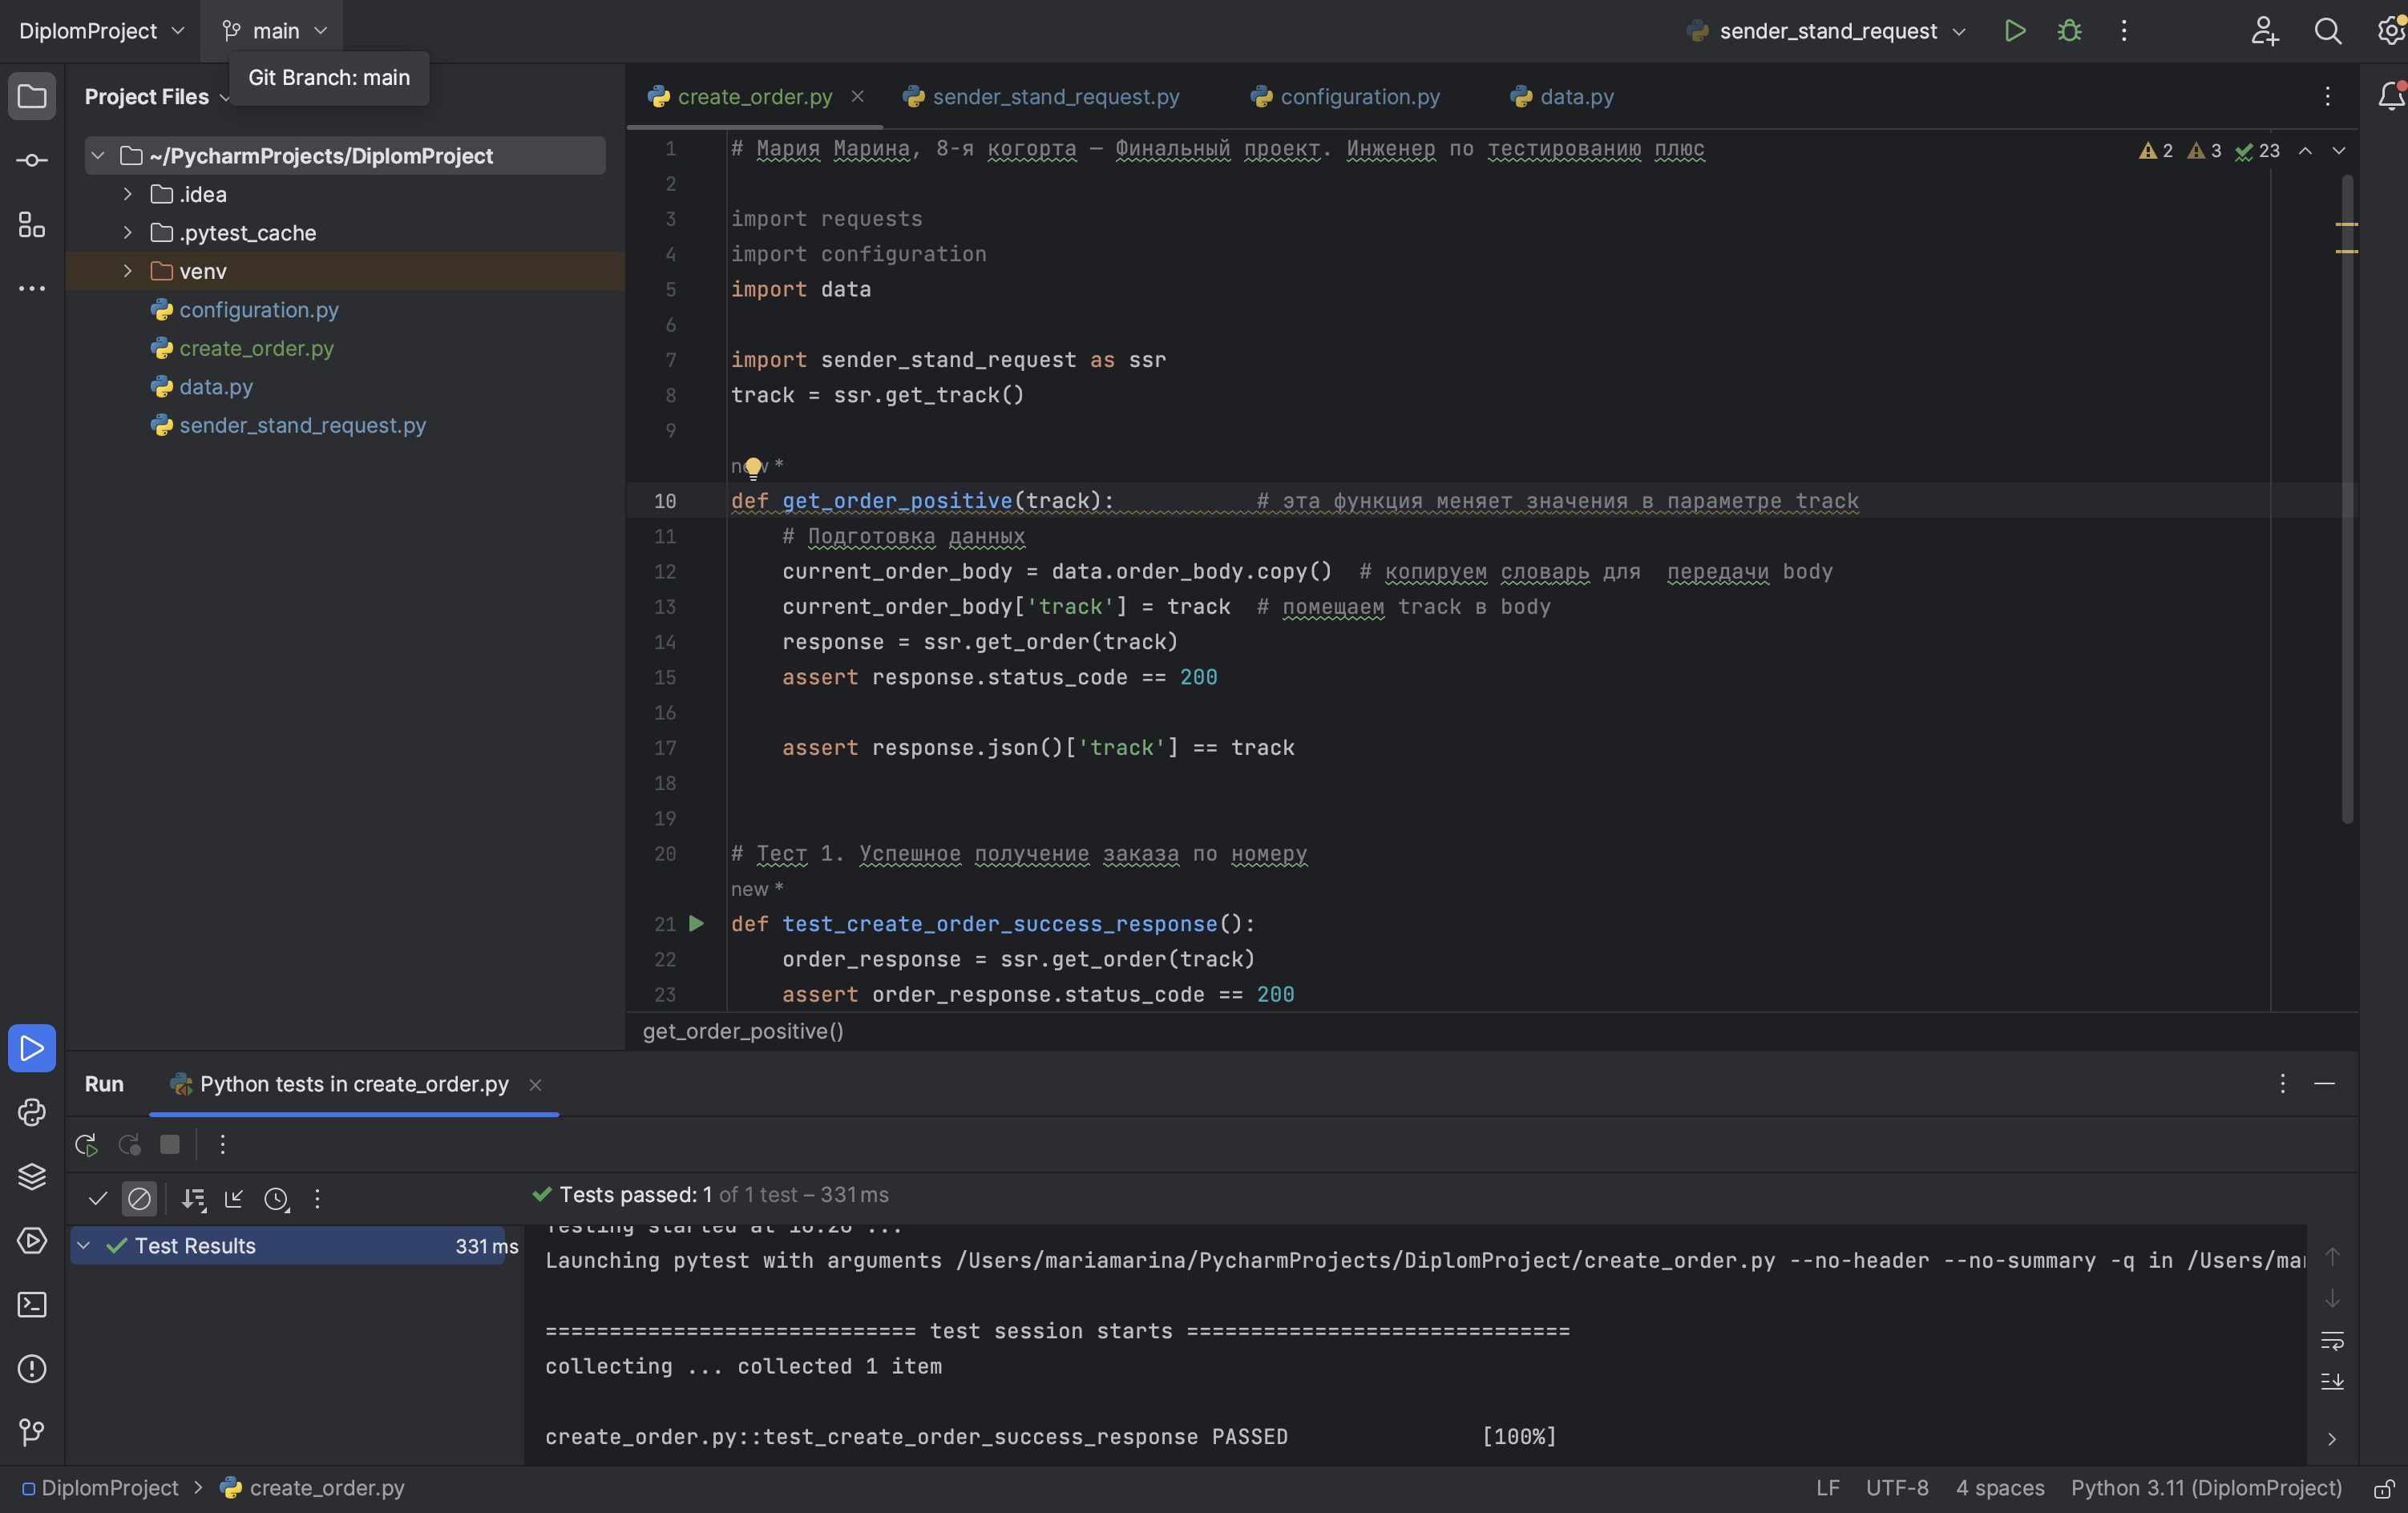 DiplomProject
main
sender_stand_request
Git Branch: main
Project Files
~/PycharmProjects/DiplomProject
.idea
.pytest_cache
venv
configuration.py
create_order.py
data.py
sender_stand_request.py
create_order.py
sender_stand_request.py
configuration.py
data.py
2 3 23
1 # Мария Марина, 8-я когорта — Финальный проект. Инженер по тестированию плюс
2
3 import requests
4 import configuration
5 import data
6
7 import sender_stand_request as ssr
8 track = ssr.get_track()
9
new *
10 def get_order_positive(track): # эта функция меняет значения в параметре track
11 # Подготовка данных
12 current_order_body = data.order_body.copy() # копируем словарь для передачи body
13 current_order_body['track'] = track # помещаем track в body
14 response = ssr.get_order(track)
15 assert response.status_code == 200
16
17 assert response.json()['track'] == track
18
19
20 # Тест 1. Успешное получение заказа по номеру
new *
21 def test_create_order_success_response():
22 order_response = ssr.get_order(track)
23 assert order_response.status_code == 200
get_order_positive()
Run
Python tests in create_order.py
Tests passed: 1 of 1 test – 331 ms
Test Results 331 ms
Testing started at 16:26 ...
Launching pytest with arguments /Users/mariamarina/PycharmProjects/DiplomProject/create_order.py --no-header --no-summary -q in /Users/mar
============================= test session starts ==============================
collecting ... collected 1 item
create_order.py::test_create_order_success_response PASSED [100%]
DiplomProject > create_order.py
LF UTF-8 4 spaces Python 3.11 (DiplomProject)